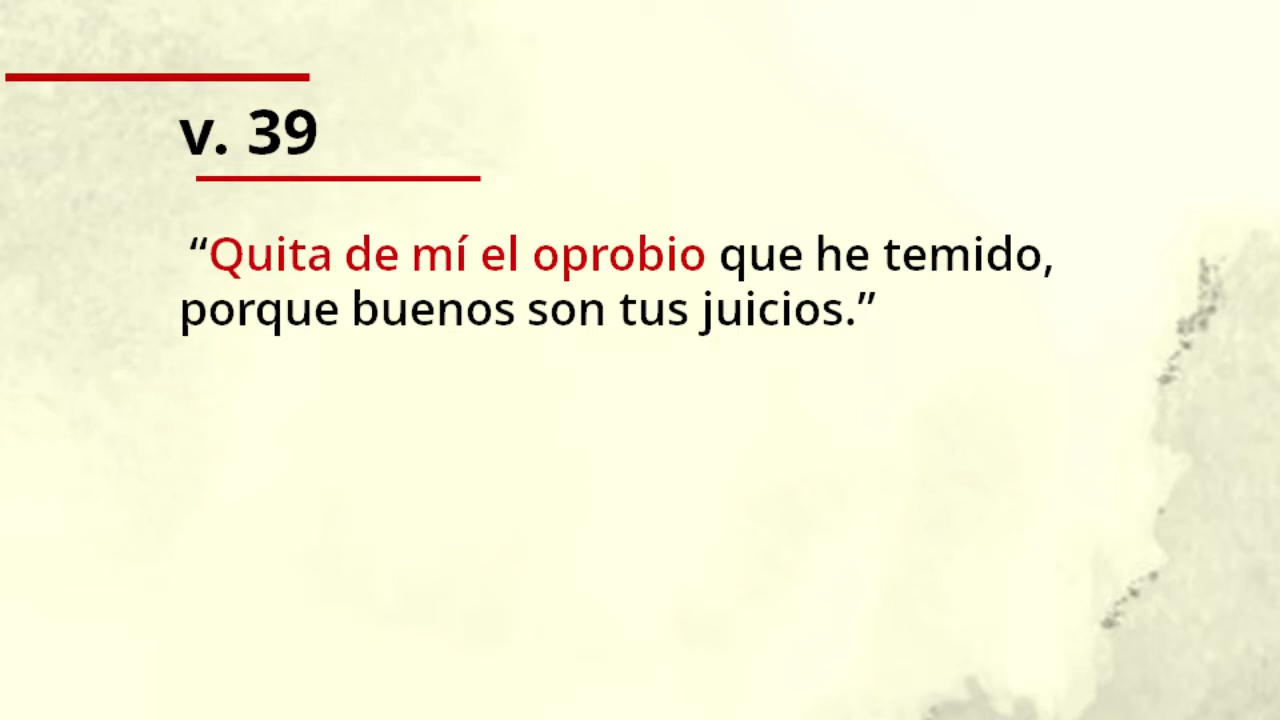 v. 39
“Quita de mí el oprobio que he temido,
porque buenos son tus juicios.”